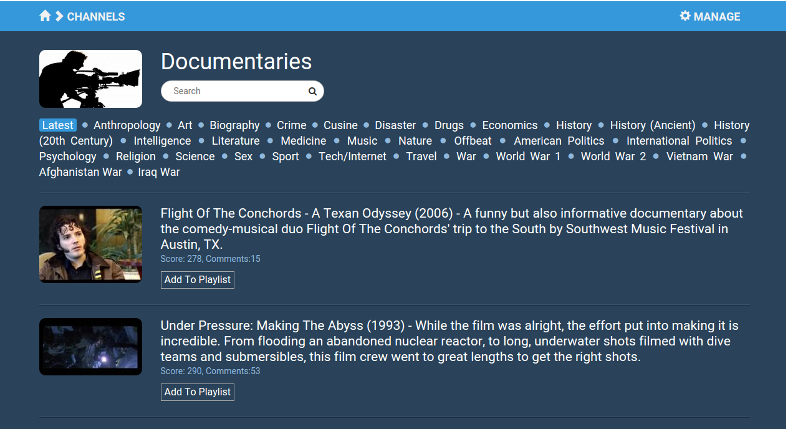 CHANNELS
MANAGE
Documentaries
Search
Latest • Anthropology • Art • Biography • Crime • Cusine • Disaster • Drugs • Economics • History • History (Ancient) • History
(20th Century) • Intelligence • Literature • Medicine • Music • Nature • Offbeat • American Politics • International Politics •
Psychology • Religion • Science • Sex • Sport • Tech/Internet • Travel • War • World War 1 • World War 2 • Vietnam War •
Afghanistan War • Iraq War
Flight Of The Conchords - A Texan Odyssey (2006) - A funny but also informative documentary about
the comedy-musical duo Flight Of The Conchords' trip to the South by Southwest Music Festival in
Austin, TX.
Score: 278, Comments:15
Add To Playlist
Under Pressure: Making The Abyss (1993) - While the film was alright, the effort put into making it is
incredible. From flooding an abandoned nuclear reactor, to long, underwater shots filmed with dive
teams and submersibles, this film crew went to great lengths to get the right shots.
Score: 290, Comments:53
Add To Playlist